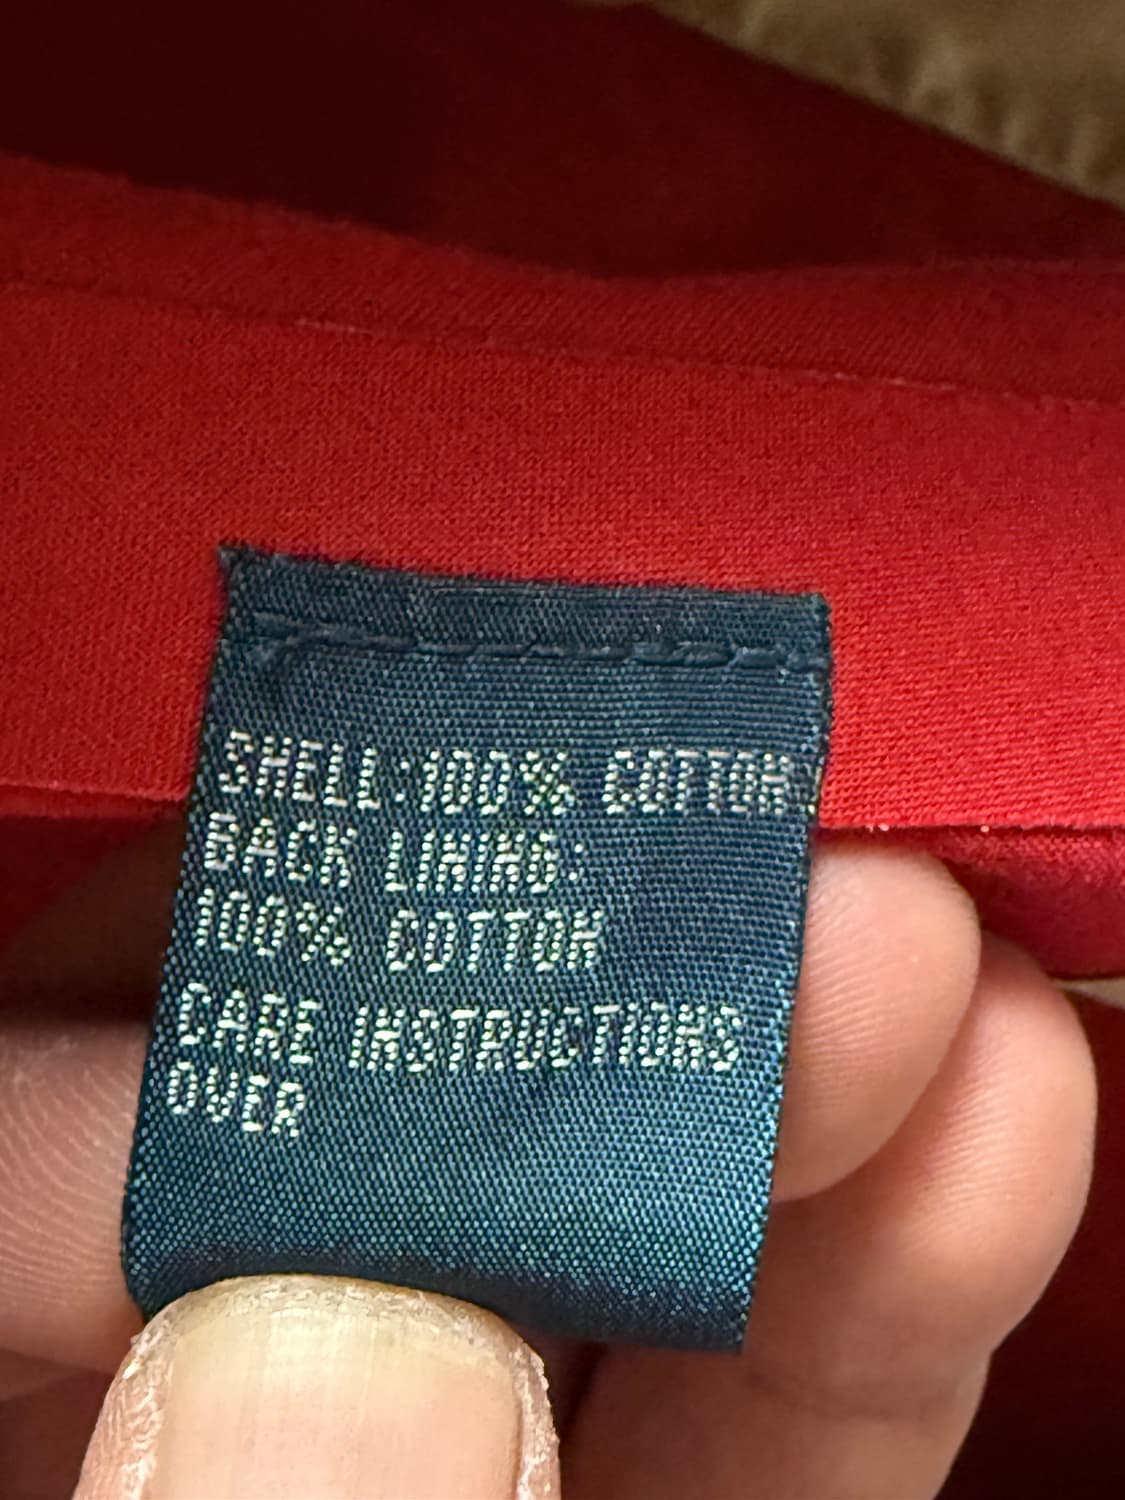 SHELL:100% COTTON
BACK LINING:
100% COTTON
CARE INSTRUCTIONS
OVER